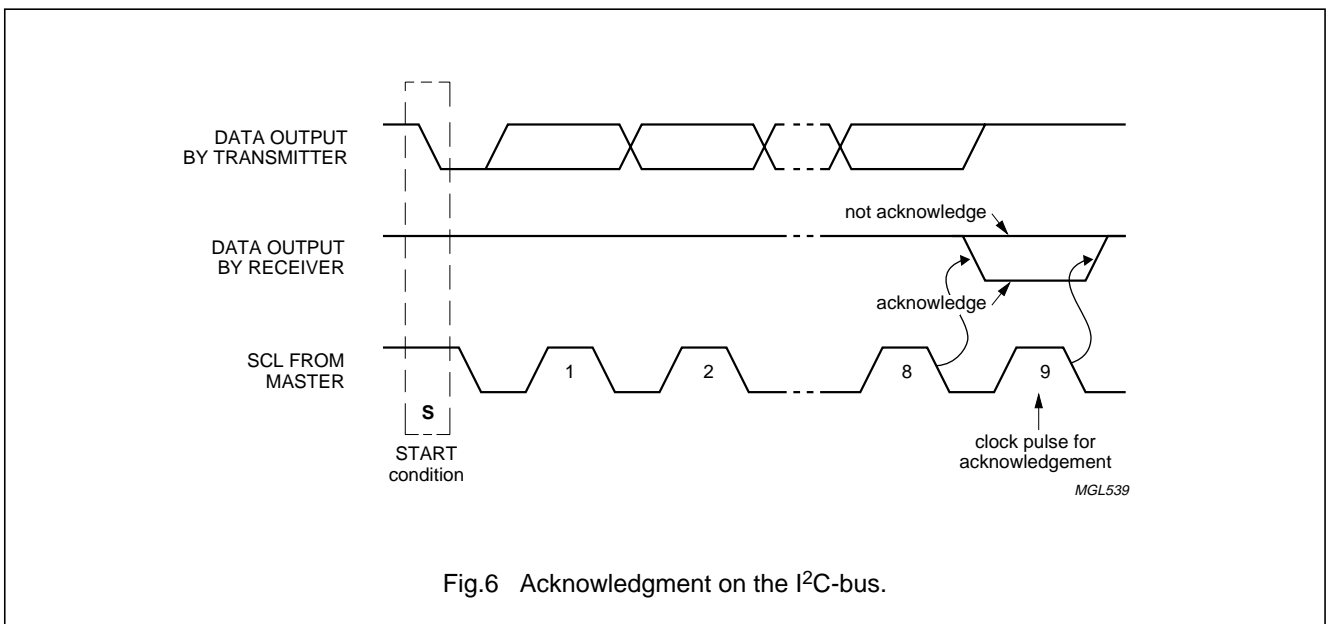 DATA OUTPUT
BY TRANSMITTER
not acknowledge
DATA OUTPUT
BY RECEIVER
acknowledge
SCL FROM
MASTER
1
2
8
9
S
START
condition
clock pulse for
acknowledgement
MGL539
Fig.6 Acknowledgment on the I²C-bus.